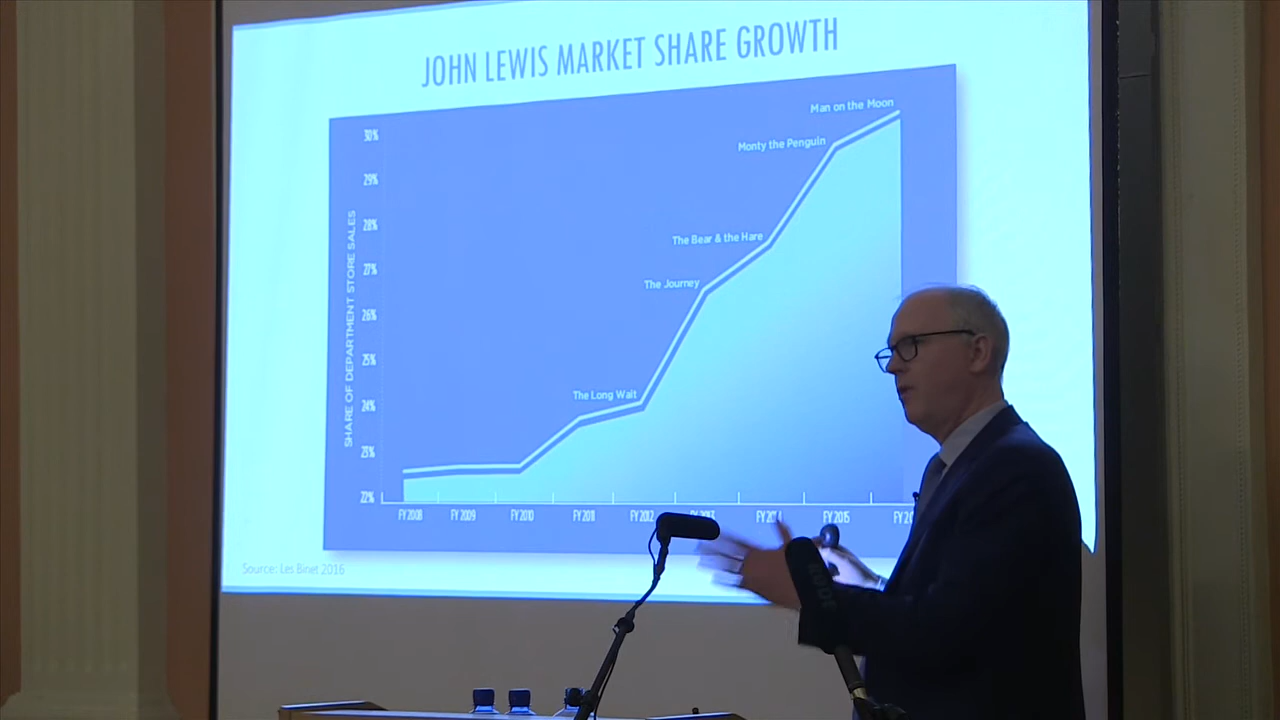 JOHN LEWIS MARKET SHARE GROWTH
30%
29%
28%
27%
26%
25%
24%
23%
22%
SHARE OF DEPARTMENT STORE SALES
Man on the Moon
Monty the Penguin
The Bear & the Hare
The Journey
The Long Wait
FY 2008
FY 2009
FY 2010
FY 2011
FY 2012
FY 2014
FY 2015
Source: Les Binet 2016